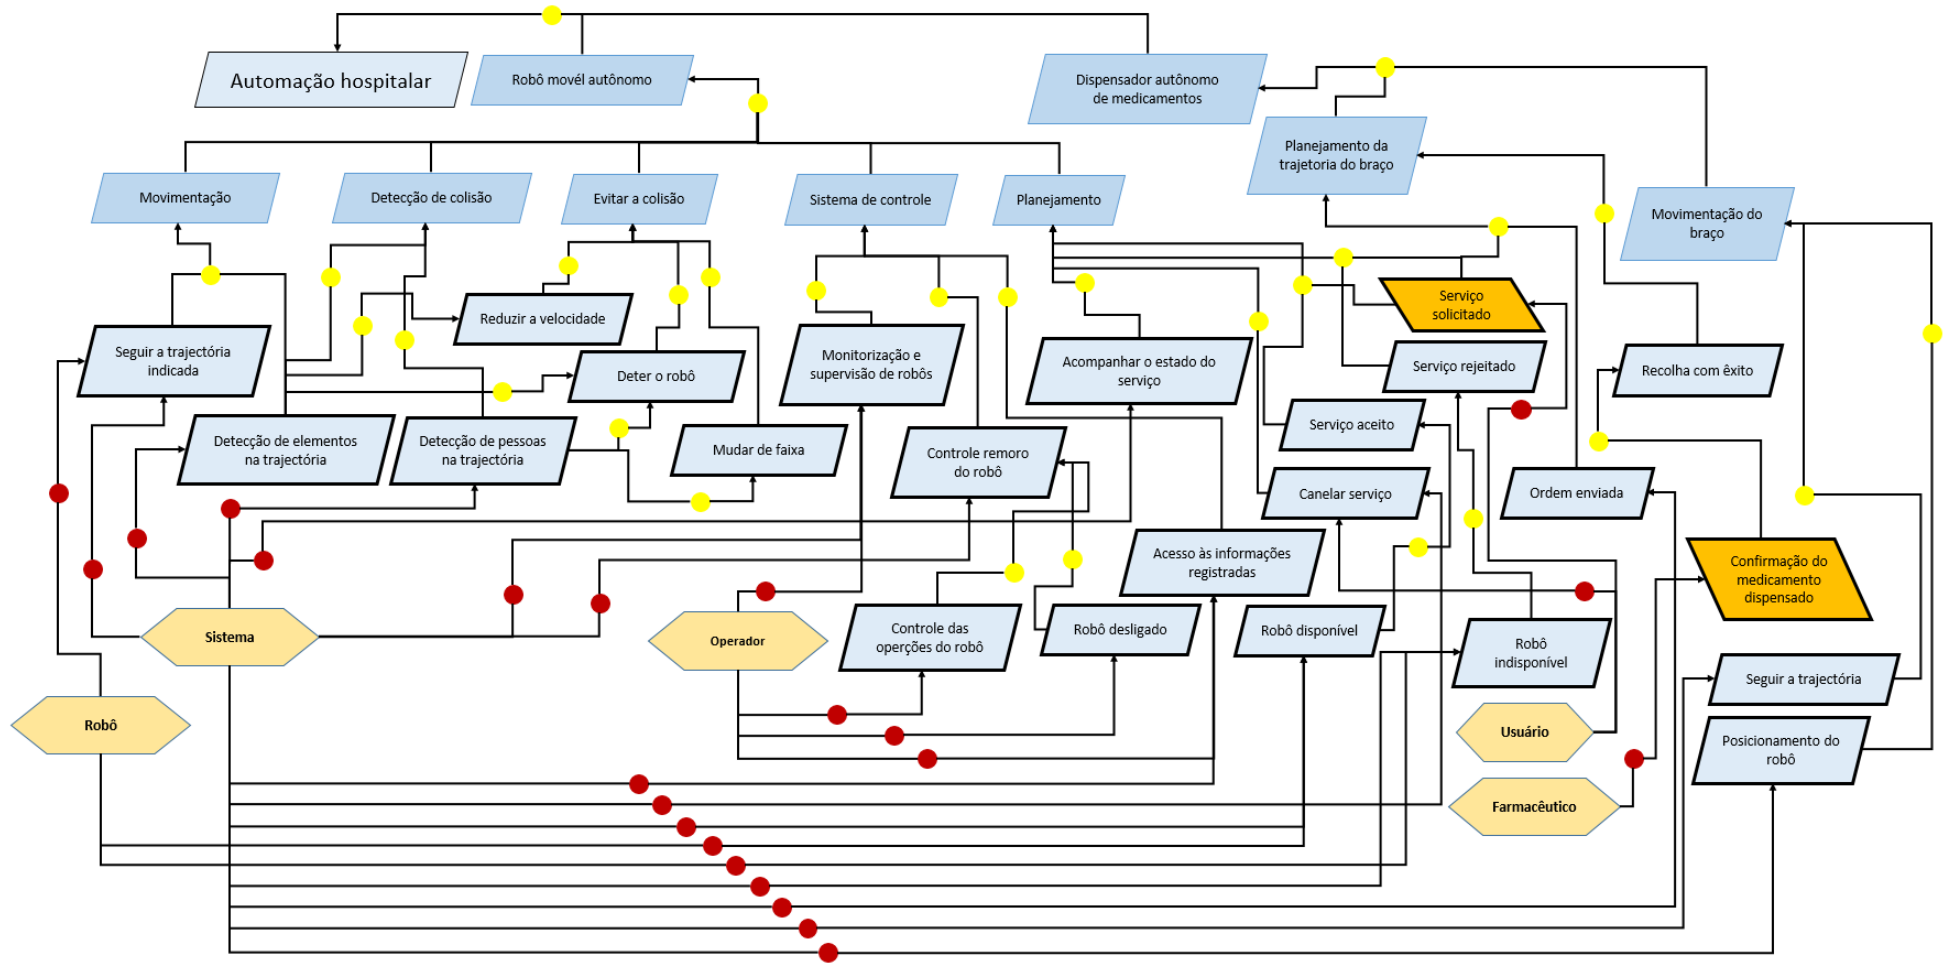 Automação hospitalar
Robô movél autônomo
Dispensador autônomo
de medicamentos
Planejamento da
trajetoria do braço
Movimentação
Detecção de colisão
Evitar a colisão
Sistema de controle
Planejamento
Movimentação do
braço
Reduzir a velocidade
Serviço
solicitado
Seguir a trajectória
indicada
Deter o robô
Monitorização e
supervisão de robôs
Acompanhar o estado do
serviço
Serviço rejeitado
Recolha com êxito
Detecção de elementos
na trajectória
Detecção de pessoas
na trajectória
Mudar de faixa
Controle remoro
do robô
Serviço aceito
Canelar serviço
Ordem enviada
Acesso às informações
registradas
Confirmação do
medicamento
dispensado
Sistema
Operador
Controle das
operções do robô
Robô desligado
Robô disponível
Robô
indisponível
Seguir a trajectória
Robô
Usuário
Posicionamento do
robô
Farmacêutico